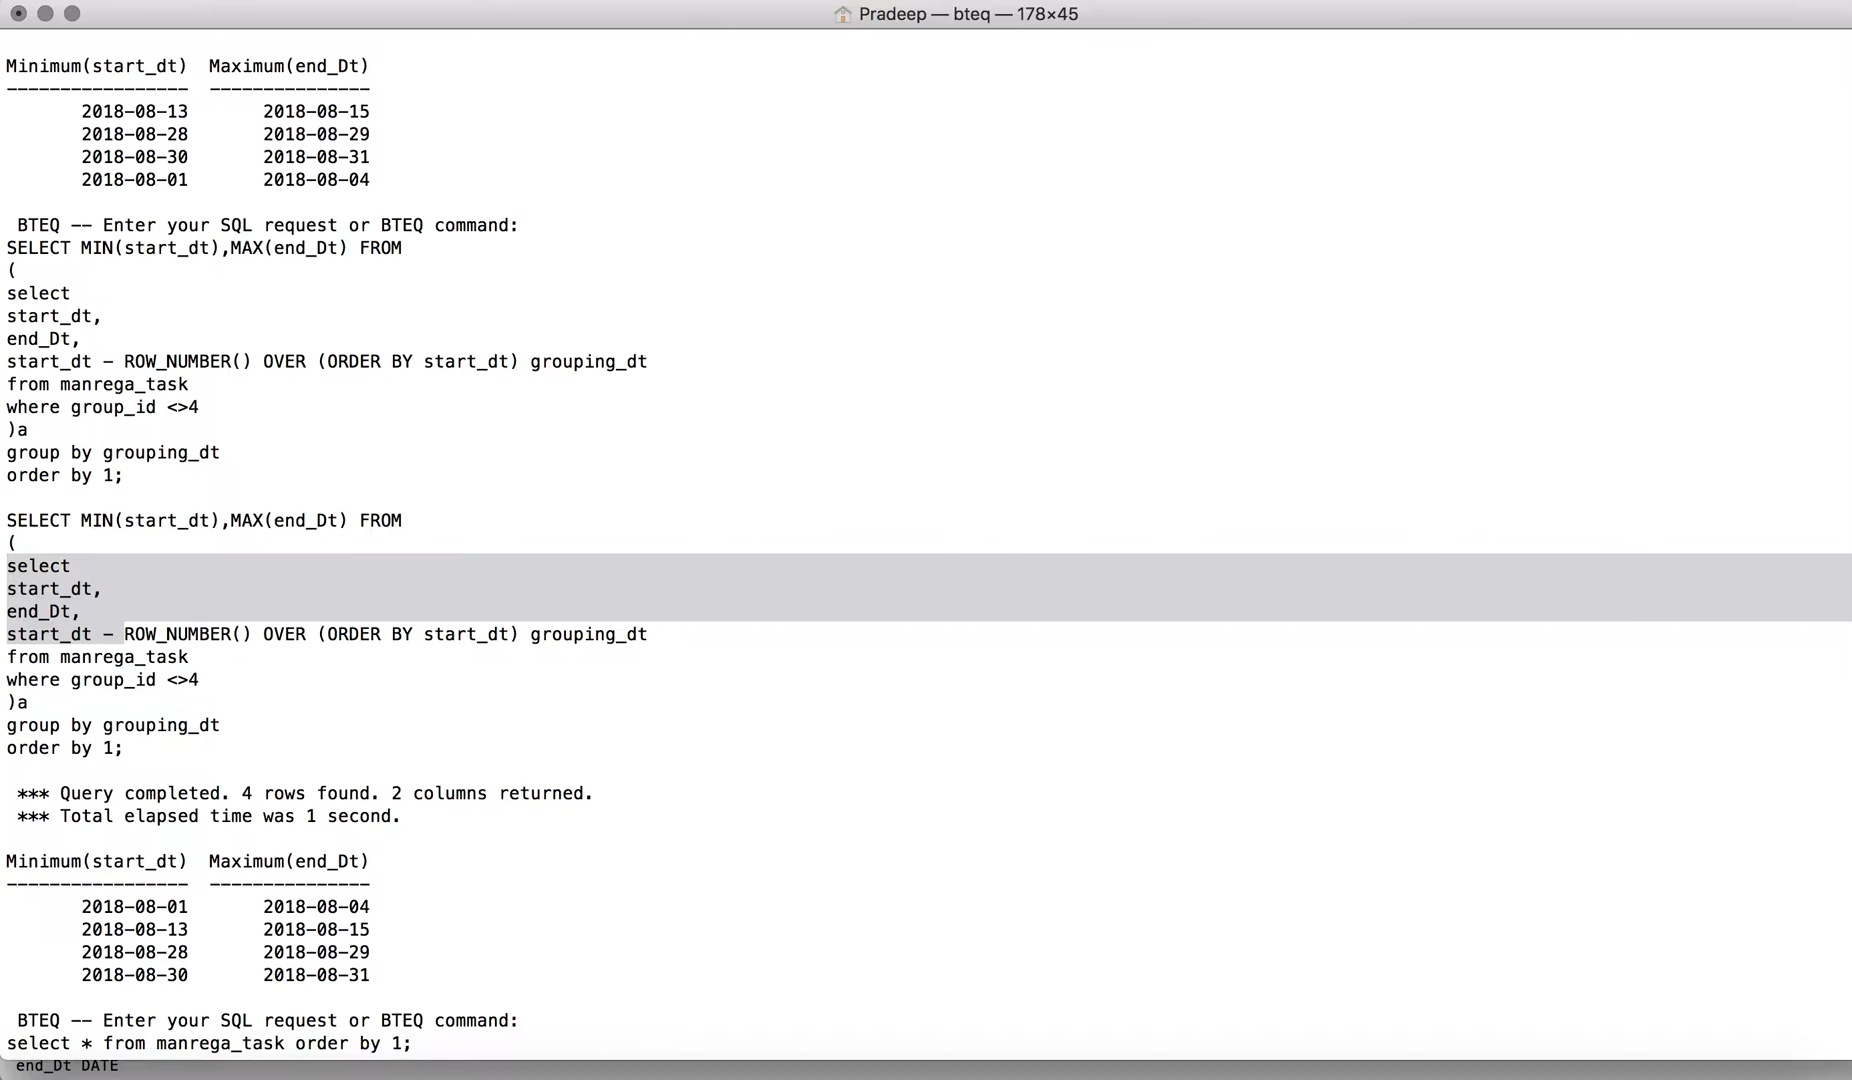 Pradeep — bteq — 178×45
Minimum(start_dt)  Maximum(end_Dt)
-----------------  ---------------
       2018-08-13       2018-08-15
       2018-08-28       2018-08-29
       2018-08-30       2018-08-31
       2018-08-01       2018-08-04
 BTEQ -- Enter your SQL request or BTEQ command:
SELECT MIN(start_dt),MAX(end_Dt) FROM
(
select
start_dt,
end_Dt,
start_dt - ROW_NUMBER() OVER (ORDER BY start_dt) grouping_dt
from manrega_task
where group_id <>4
)a
group by grouping_dt
order by 1;
SELECT MIN(start_dt),MAX(end_Dt) FROM
(
select
start_dt,
end_Dt,
start_dt - ROW_NUMBER() OVER (ORDER BY start_dt) grouping_dt
from manrega_task
where group_id <>4
)a
group by grouping_dt
order by 1;
 *** Query completed. 4 rows found. 2 columns returned.
 *** Total elapsed time was 1 second.
Minimum(start_dt)  Maximum(end_Dt)
-----------------  ---------------
       2018-08-01       2018-08-04
       2018-08-13       2018-08-15
       2018-08-28       2018-08-29
       2018-08-30       2018-08-31
 BTEQ -- Enter your SQL request or BTEQ command:
select * from manrega_task order by 1;
end_Dt DATE